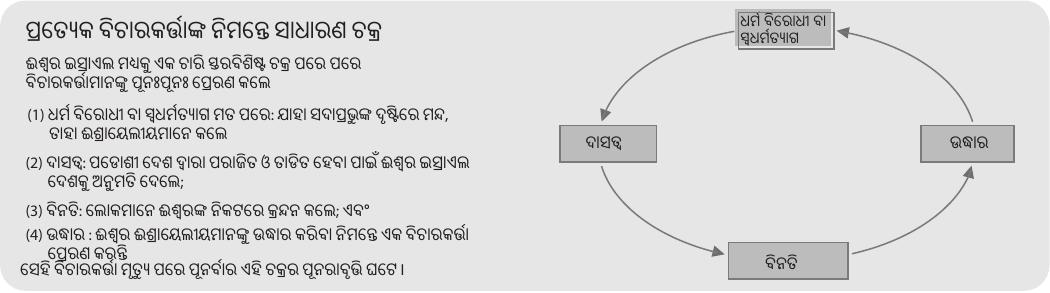 ପ୍ରତ୍ୟେକ ବିଚାରକର୍ତ୍ତାଙ୍କ ନିମନ୍ତେ ସାଧାରଣ ଚକ୍ର
ଈଶ୍ୱର ଇସ୍ରାଏଲ ମଧ୍ୟକୁ ଏକ ଚାରି ସ୍ତରବିଶିଷ୍ଟ ଚକ୍ର ପରେ ପରେ
ବିଚାରକର୍ତ୍ତାମାନଙ୍କୁ ପୁନଃପୁନଃ ପ୍ରେରଣ କଲେ
(1) ଧର୍ମ ବିରୋଧୀ ବା ସ୍ୱଧର୍ମତ୍ୟାଗ ମତ ପରେ: ଯାହା ସଦାପ୍ରଭୁଙ୍କ ଦୃଷ୍ଟିରେ ମନ୍ଦ,
ତାହା ଈଶ୍ରାୟେଲୀୟମାନେ କଲେ
(2) ଦାସତ୍ୱ: ପଡୋଶୀ ଦେଶ ଦ୍ୱାରା ପରାଜିତ ଓ ତାଡିତ ହେବା ପାଇଁ ଈଶ୍ୱର ଇସ୍ରାଏଲ
ଦେଶକୁ ଅନୁମତି ଦେଲେ;
(3) ବିନତି: ଲୋକମାନେ ଈଶ୍ୱରଙ୍କ ନିକଟରେ କ୍ରନ୍ଦନ କଲେ; ଏବଂ
(4) ଉଦ୍ଧାର : ଈଶ୍ୱର ଈଶ୍ରାୟେଲୀୟମାନଙ୍କୁ ଉଦ୍ଧାର କରିବା ନିମନ୍ତେ ଏକ ବିଚାରକର୍ତ୍ତା
ପ୍ରେରଣ କରନ୍ତି
ସେହି ବିଚାରକର୍ତ୍ତା ମୃତ୍ୟୁ ପରେ ପୂନର୍ବାର ଏହି ଚକ୍ରର ପୂନରାବୃତ୍ତି ଘଟେ ।
ଧର୍ମ ବିରୋଧୀ ବା
ସ୍ୱଧର୍ମତ୍ୟାଗ
ଦାସତ୍ୱ
ଉଦ୍ଧାର
ବିନତି